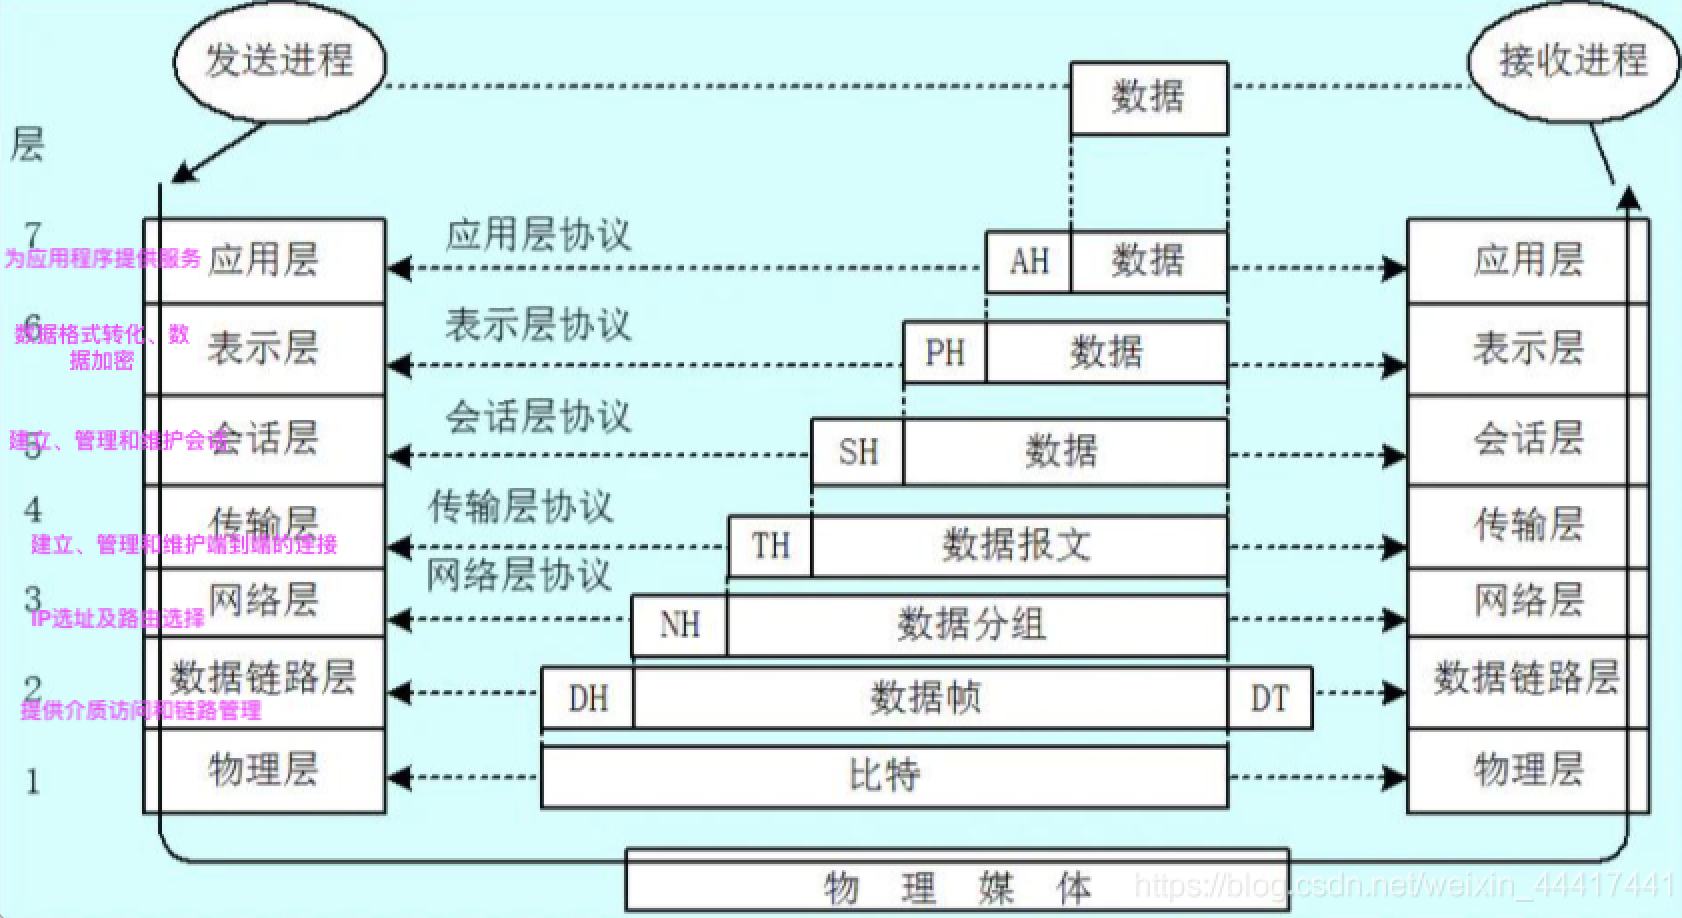 发送进程
接收进程
数据
层
7
应用层
为应用程序提供服务
应用层协议
AH
数据
应用层
6
表示层
数据格式转化、数
据加密
表示层协议
PH
数据
表示层
5
会话层
建立、管理和维护会话
会话层协议
SH
数据
会话层
4
传输层
建立、管理和维护端到端的连接
传输层协议
TH
数据报文
传输层
3
网络层
IP选址及路由选择
网络层协议
NH
数据分组
网络层
2
数据链路层
提供介质访问和链路管理
DH
数据帧
DT
数据链路层
1
物理层
比特
物理层
物 理 媒 体
https://blog.csdn.net/weixin_44417441